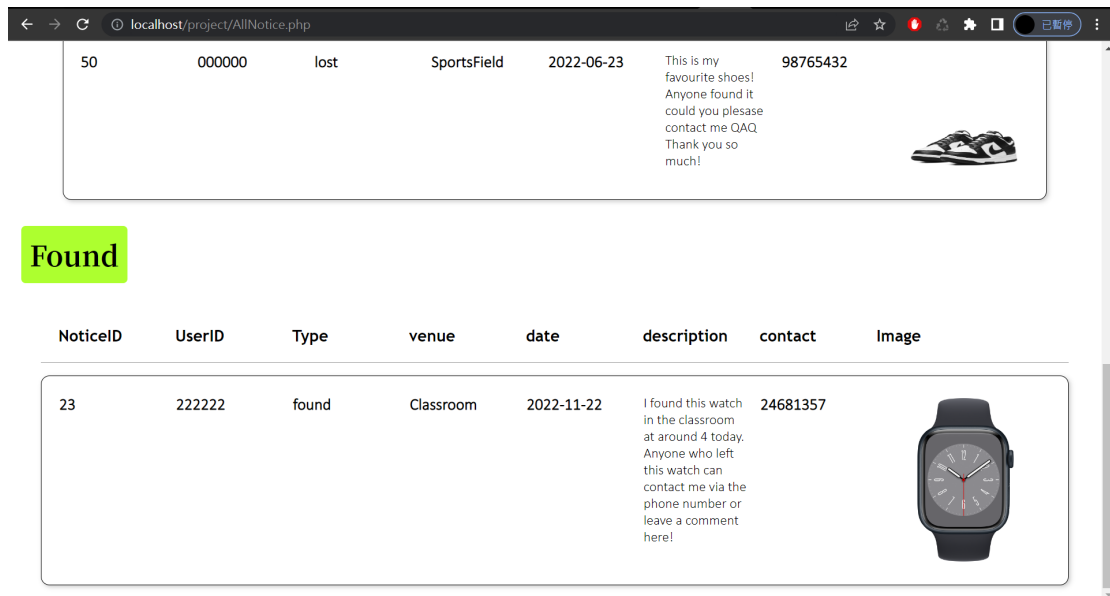 localhost/project/AllNotice.php
已暫停
50 000000 lost SportsField 2022-06-23 This is my 98765432
favourite shoes!
Anyone found it
could you plesase
contact me QAQ
Thank you so
much!
Found
NoticeID UserID Type venue date description contact Image
23 222222 found Classroom 2022-11-22 I found this watch 24681357
in the classroom
at around 4 today.
Anyone who left
this watch can
contact me via the
phone number or
leave a comment
here!